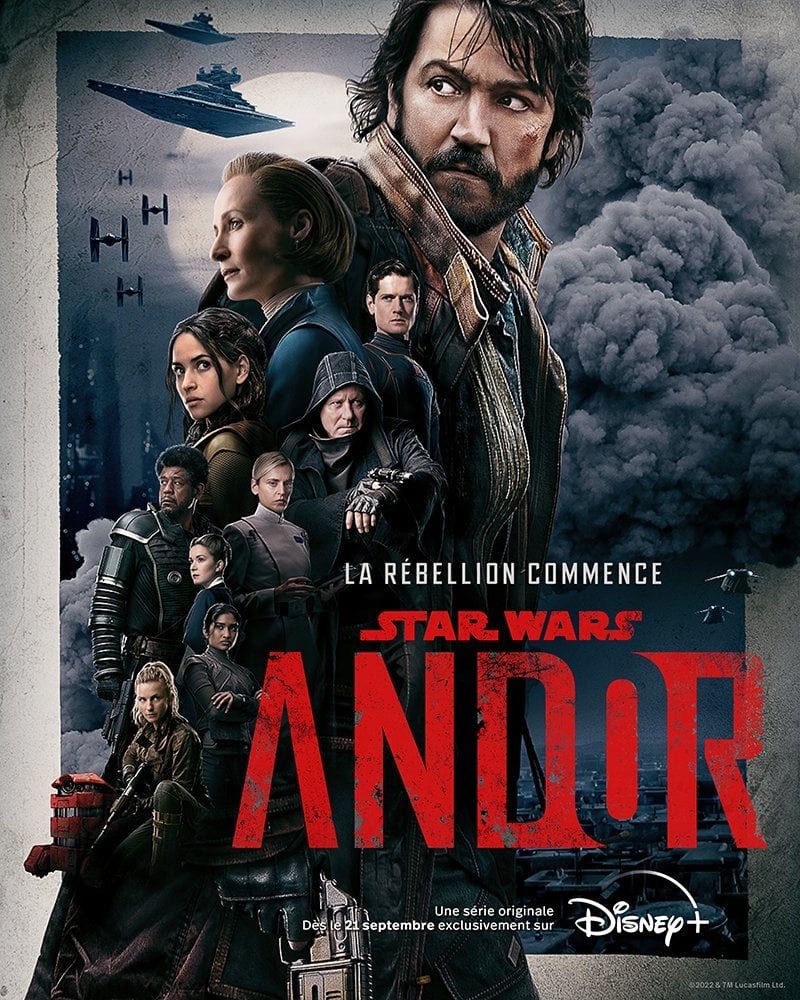 LA RÉBELLION COMMENCE
STAR WARS
ANDOR
Une série originale
Dès le 21 septembre exclusivement sur
Disney+
©2022 & TM Lucasfilm Ltd.